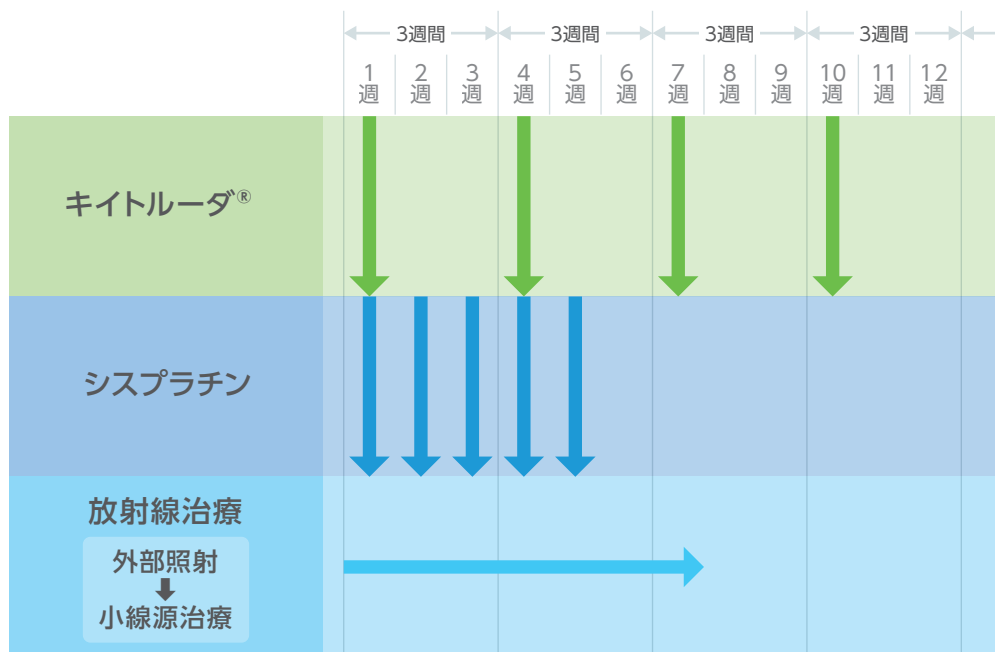 3週間 3週間 3週間 3週間
1週 2週 3週 4週 5週 6週 7週 8週 9週 10週 11週 12週
キイトルーダ®
シスプラチン
放射線治療
外部照射
小線源治療